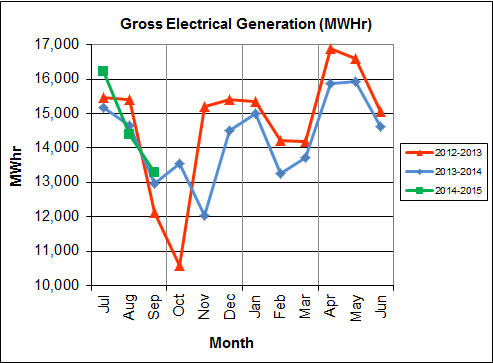 Gross Electrical Generation (MWHr)
17,000
16,000
15,000
14,000
13,000
12,000
11,000
10,000
MWhr
Jul Aug Sep Oct Nov Dec Jan Feb Mar Apr May Jun
Month
2012-2013
2013-2014
2014-2015